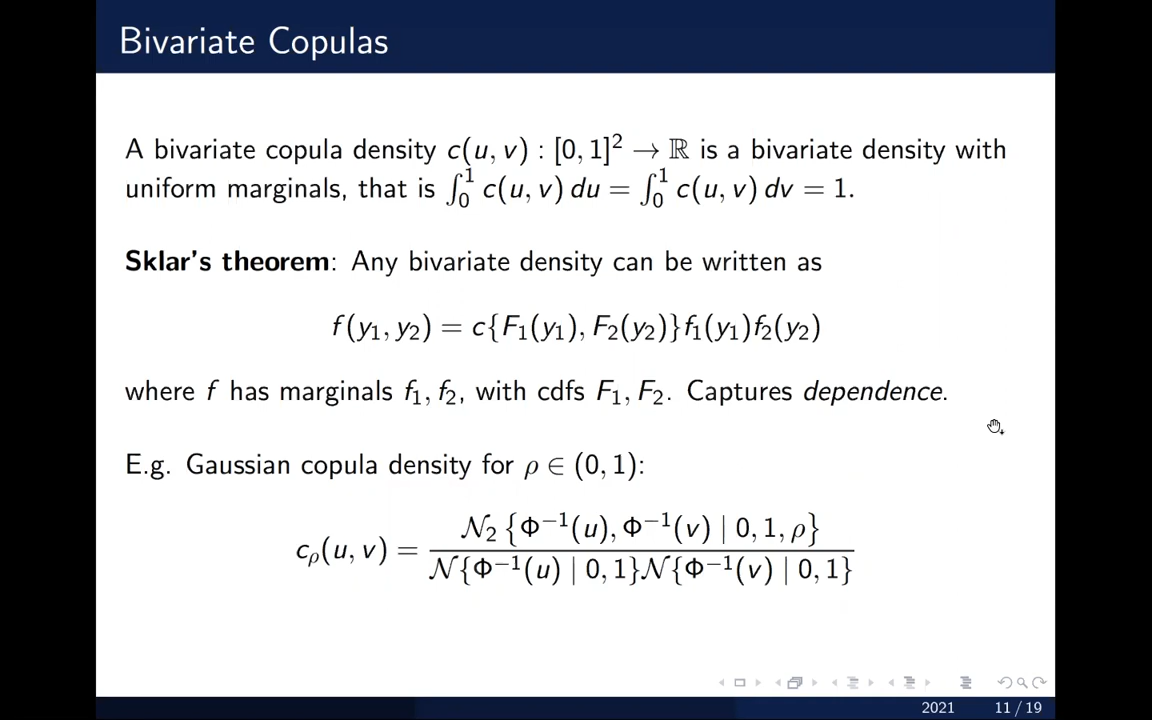 Bivariate Copulas
A bivariate copula density c(u, v) : [0, 1]² → ℝ is a bivariate density with
uniform marginals, that is ∫₀¹ c(u, v) du = ∫₀¹ c(u, v) dv = 1.
Sklar's theorem: Any bivariate density can be written as
f(y₁, y₂) = c{F₁(y₁), F₂(y₂)}f₁(y₁)f₂(y₂)
where f has marginals f₁, f₂, with cdfs F₁, F₂. Captures dependence.
E.g. Gaussian copula density for ρ ∈ (0, 1):
𝒩₂ {Φ⁻¹(u), Φ⁻¹(v) | 0, 1, ρ}
c_ρ(u, v) =
𝒩{Φ⁻¹(u) | 0, 1}𝒩{Φ⁻¹(v) | 0, 1}
2021 11 / 19